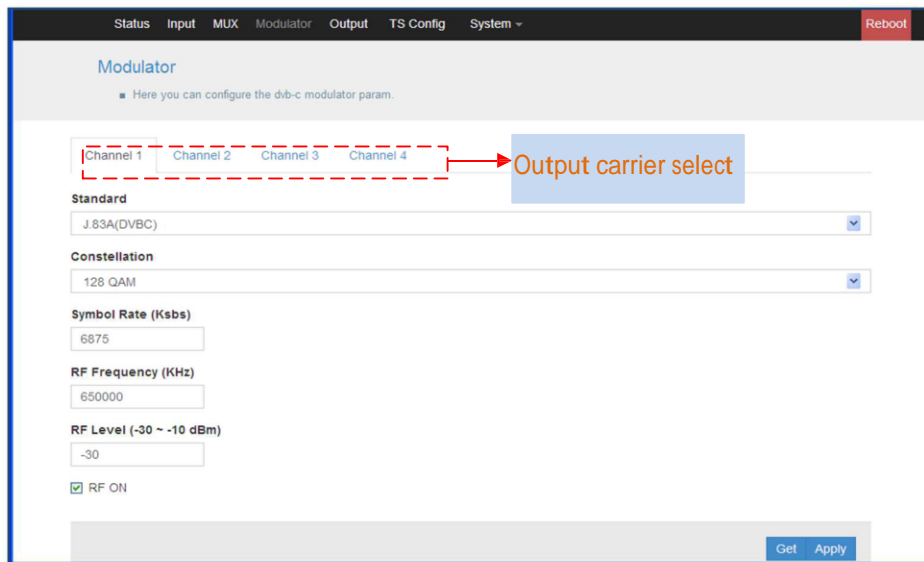 Status Input MUX Modulator Output TS Config System Reboot
Modulator
Here you can configure the dvb-c modulator param.
Channel 1 Channel 2 Channel 3 Channel 4 Output carrier select
Standard
J.83A(DVBC)
Constellation
128 QAM
Symbol Rate (Ksbs)
6875
RF Frequency (KHz)
650000
RF Level (-30 ~ -10 dBm)
-30
RF ON
Get Apply